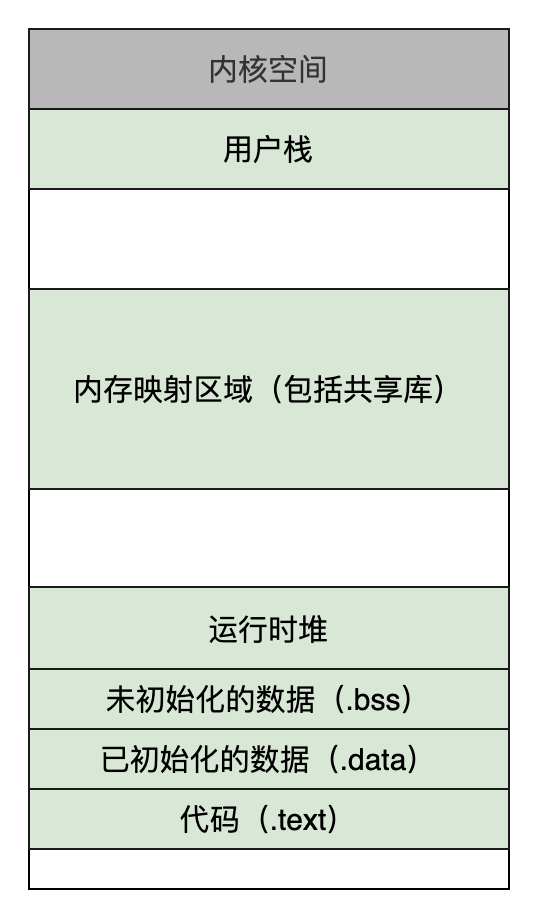 内核空间
用户栈
内存映射区域（包括共享库）
运行时堆
未初始化的数据（.bss）
已初始化的数据（.data）
代码（.text）